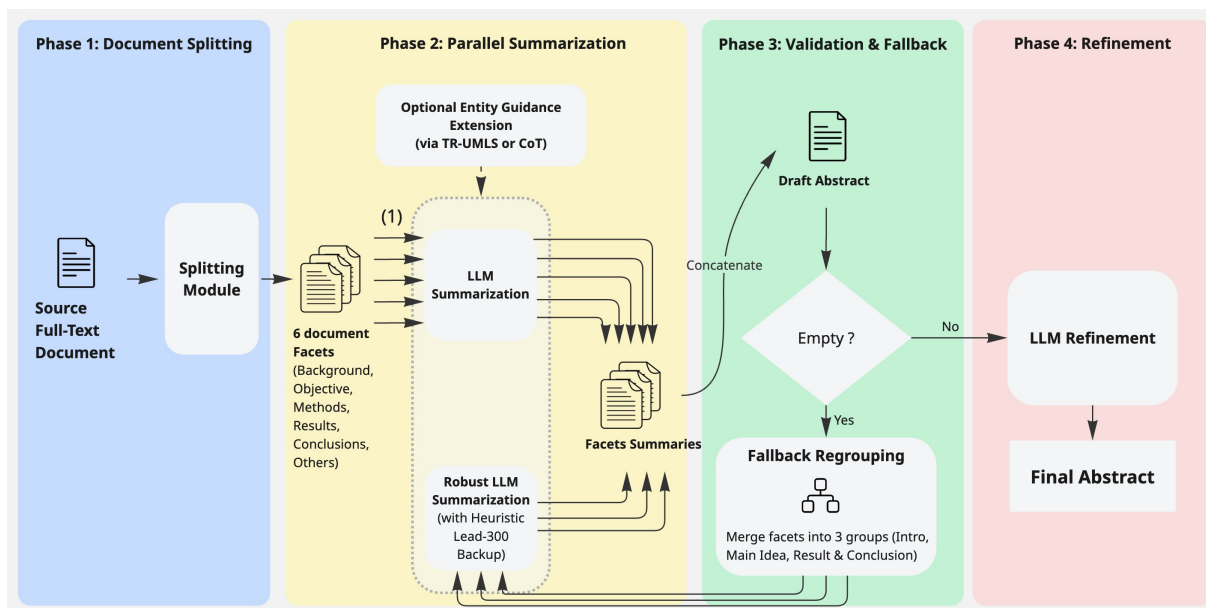 Phase 1: Document Splitting
Source
Full-Text
Document
Splitting
Module
Phase 2: Parallel Summarization
Optional Entity Guidance
Extension
(via TR-UMLS or CoT)
(1)
6 document
Facets
(Background,
Objective,
Methods,
Results,
Conclusions,
Others)
LLM
Summarization
Facets Summaries
Robust LLM
Summarization
(with Heuristic
Lead-300
Backup)
Concatenate
Phase 3: Validation & Fallback
Draft Abstract
Empty ?
No
Yes
Fallback Regrouping
Merge facets into 3 groups (Intro,
Main Idea, Result & Conclusion)
Phase 4: Refinement
LLM Refinement
Final Abstract